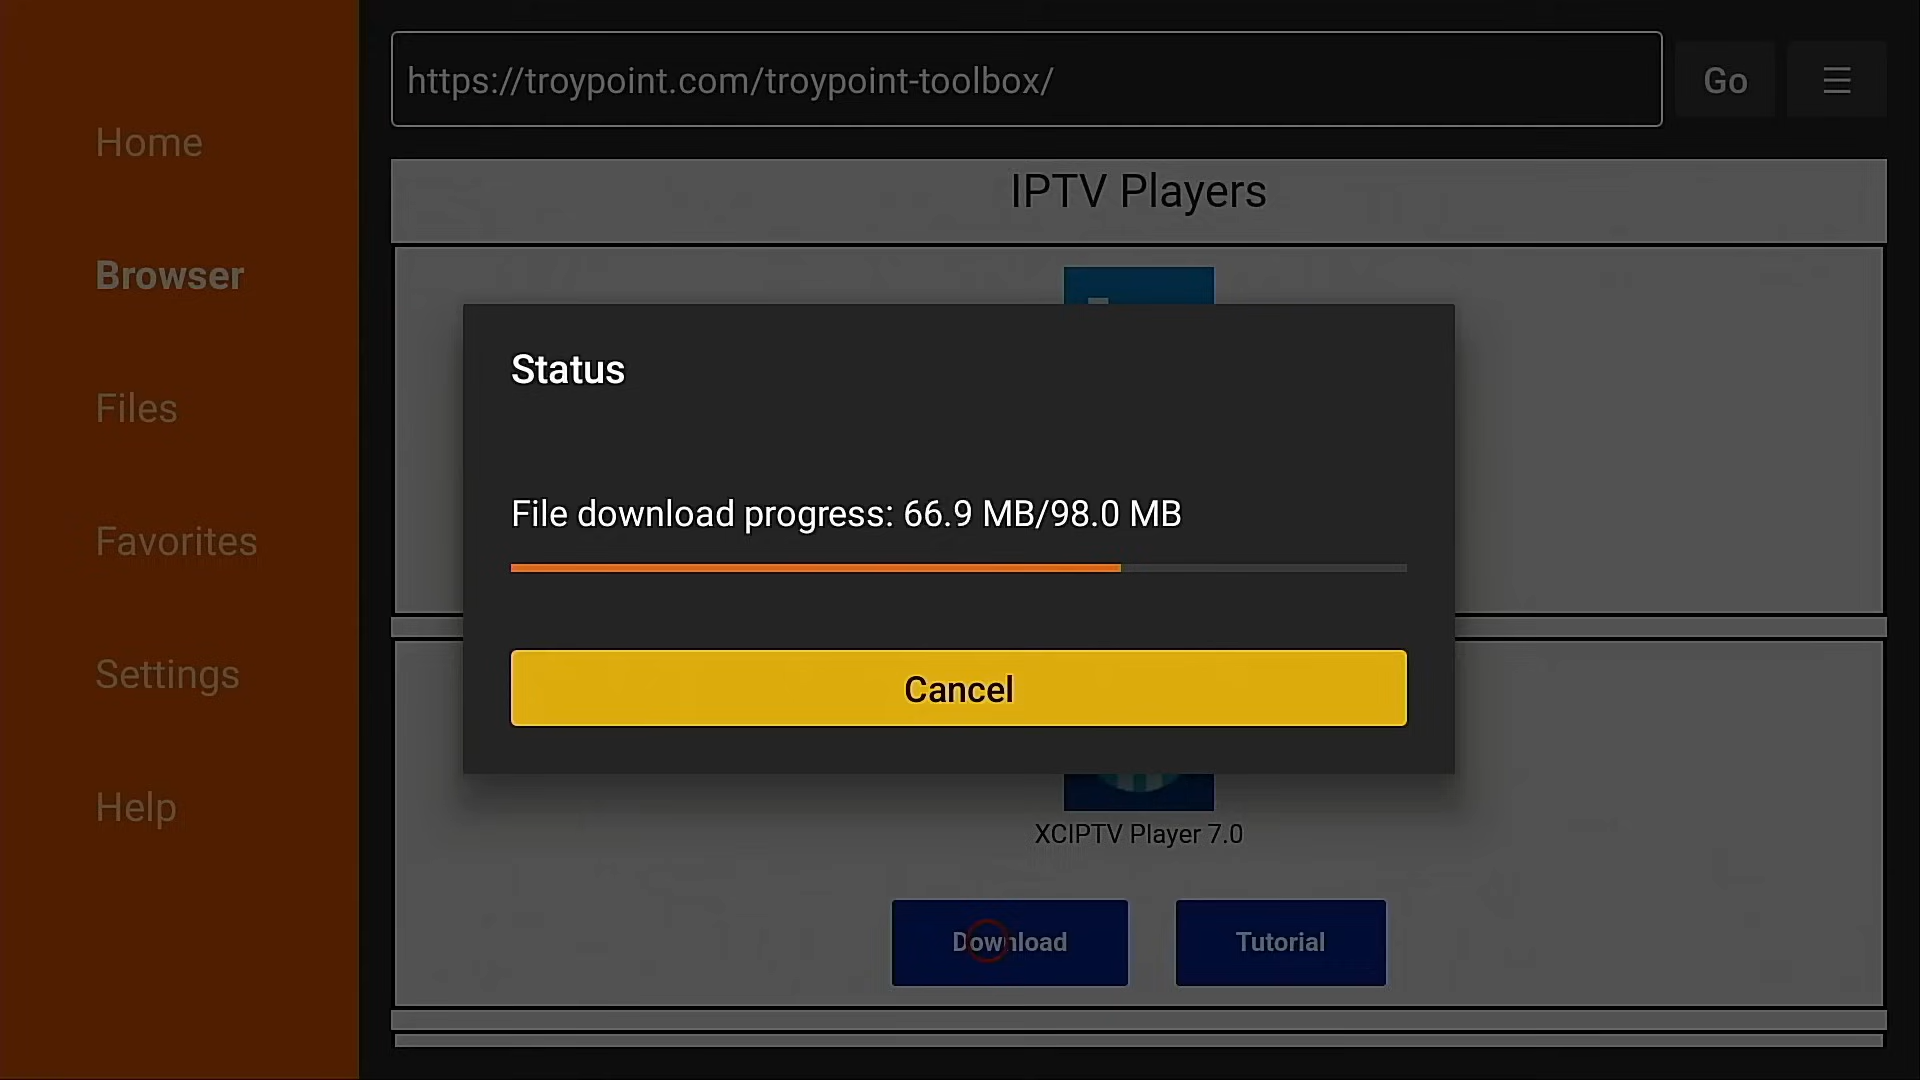 Home
Browser
Files
Favorites
Settings
Help
https://troypoint.com/troypoint-toolbox/
Go
IPTV Players
Status
File download progress: 66.9 MB/98.0 MB
Cancel
XCIPTV Player 7.0
Download
Tutorial